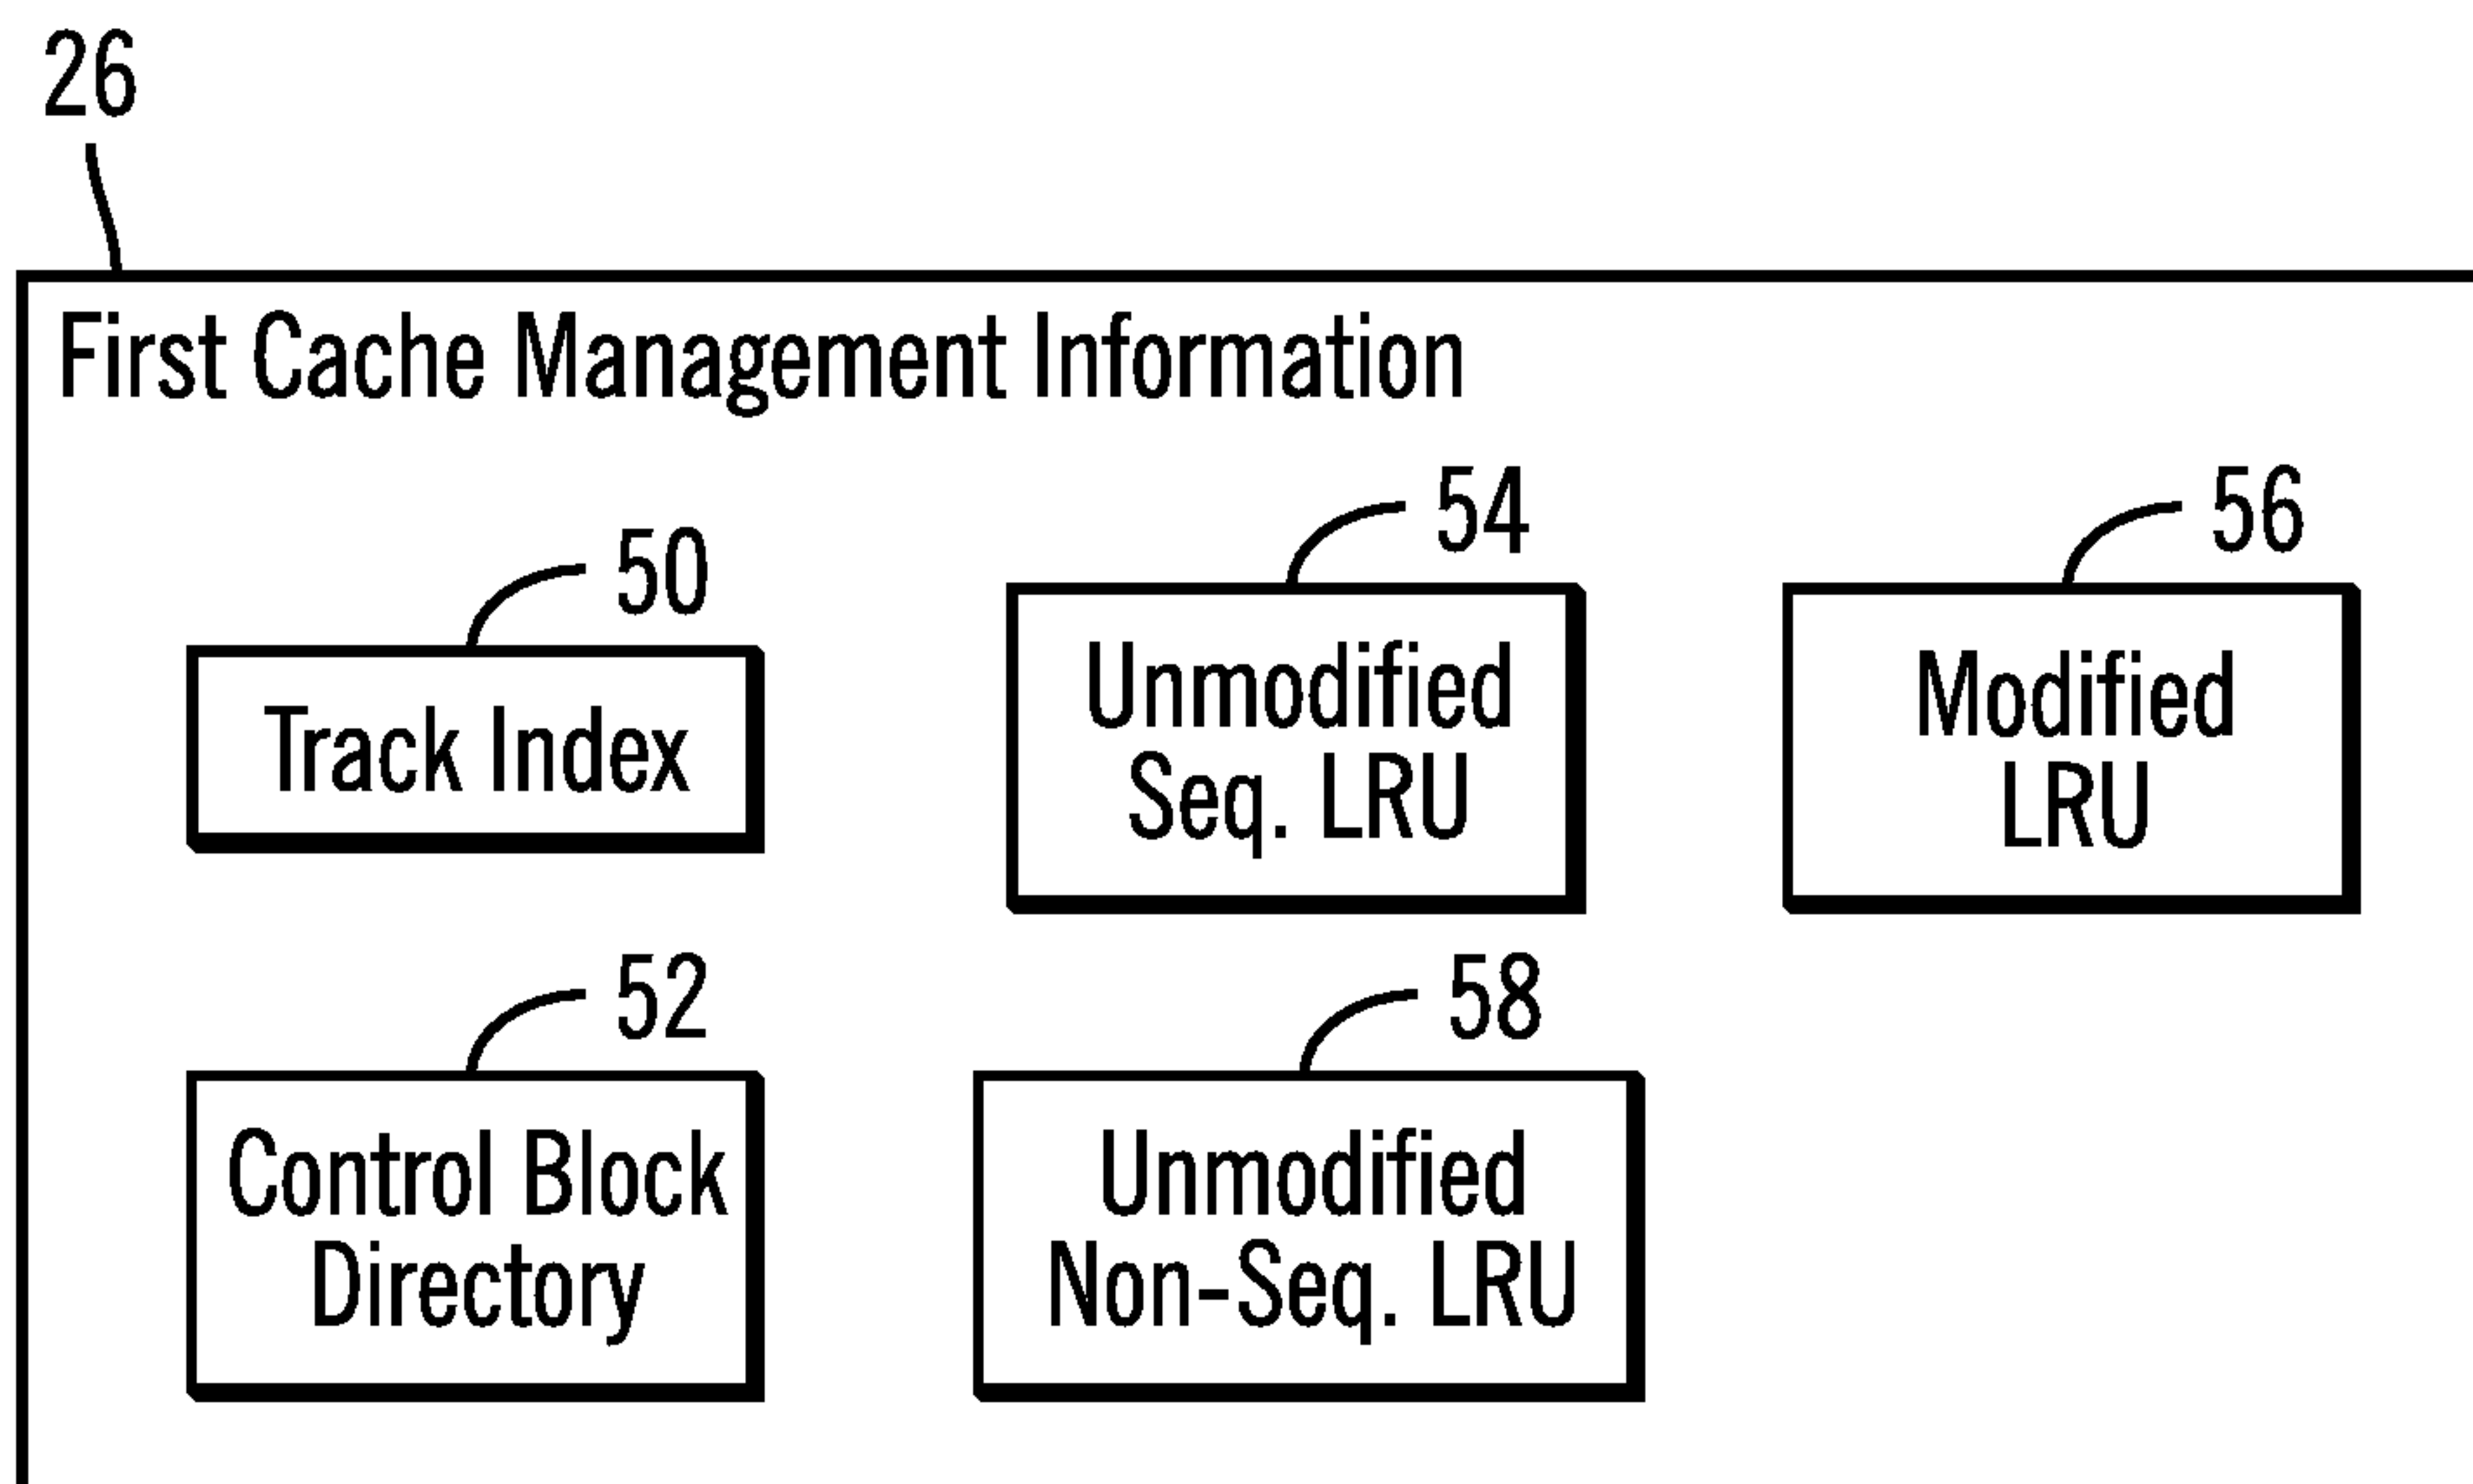 26
First Cache Management Information
50
Track Index
54
Unmodified
Seq. LRU
56
Modified
LRU
52
Control Block
Directory
58
Unmodified
Non-Seq. LRU